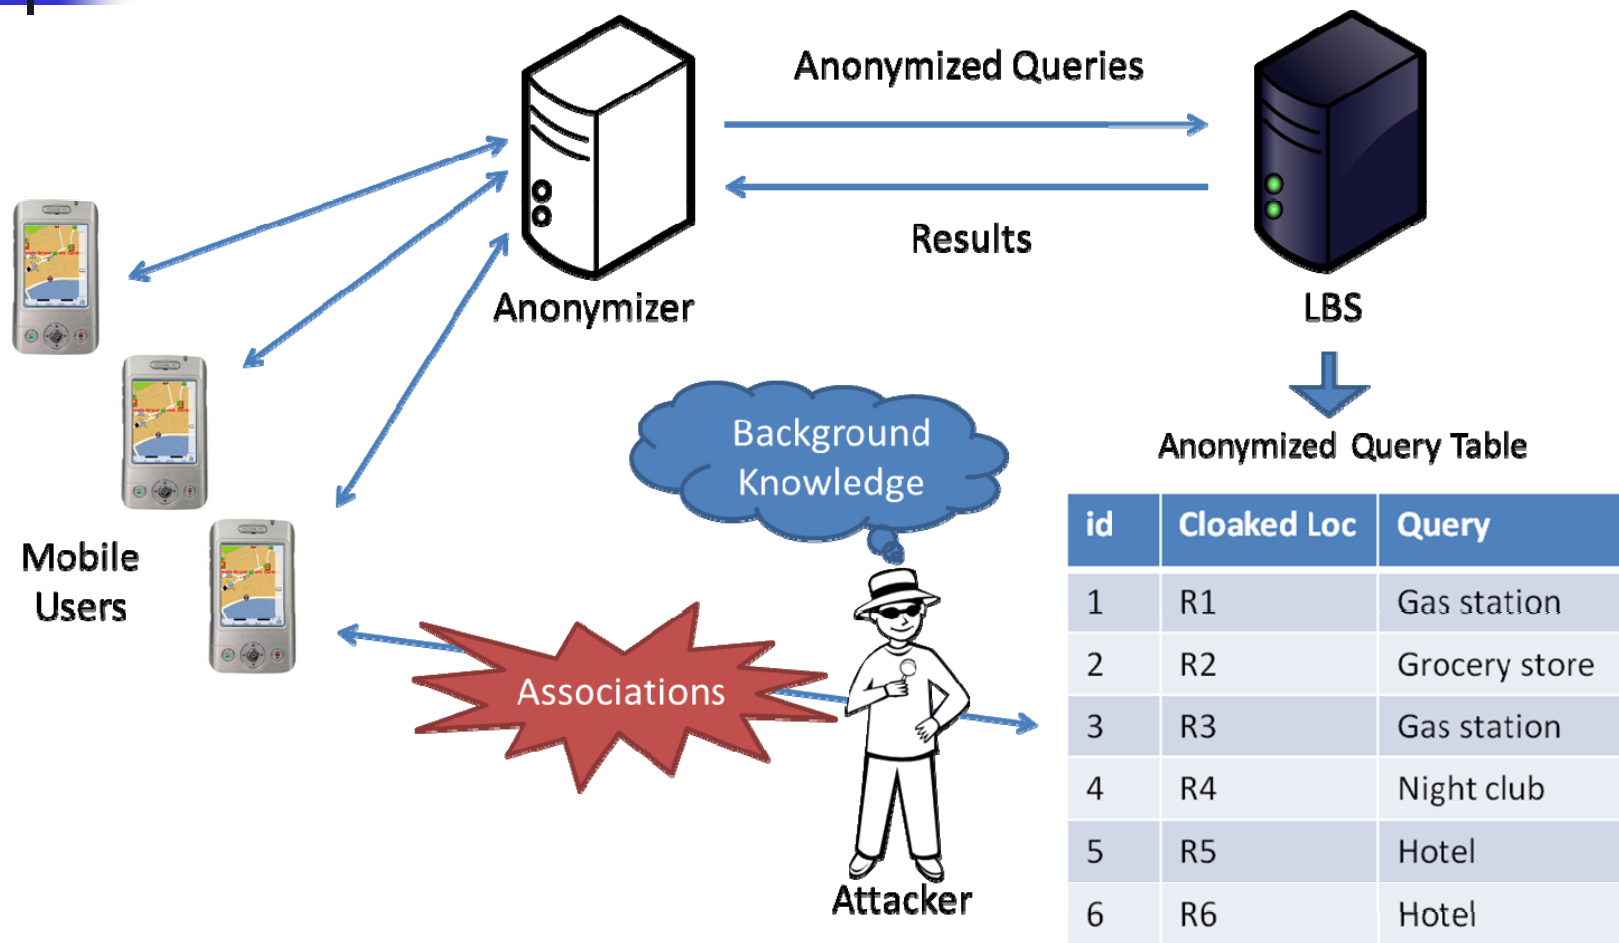 Anonymized Queries
Results
Anonymizer
LBS
Background
Knowledge
Anonymized Query Table
Mobile
Users
Associations
Attacker
id Cloaked Loc Query
1 R1 Gas station
2 R2 Grocery store
3 R3 Gas station
4 R4 Night club
5 R5 Hotel
6 R6 Hotel